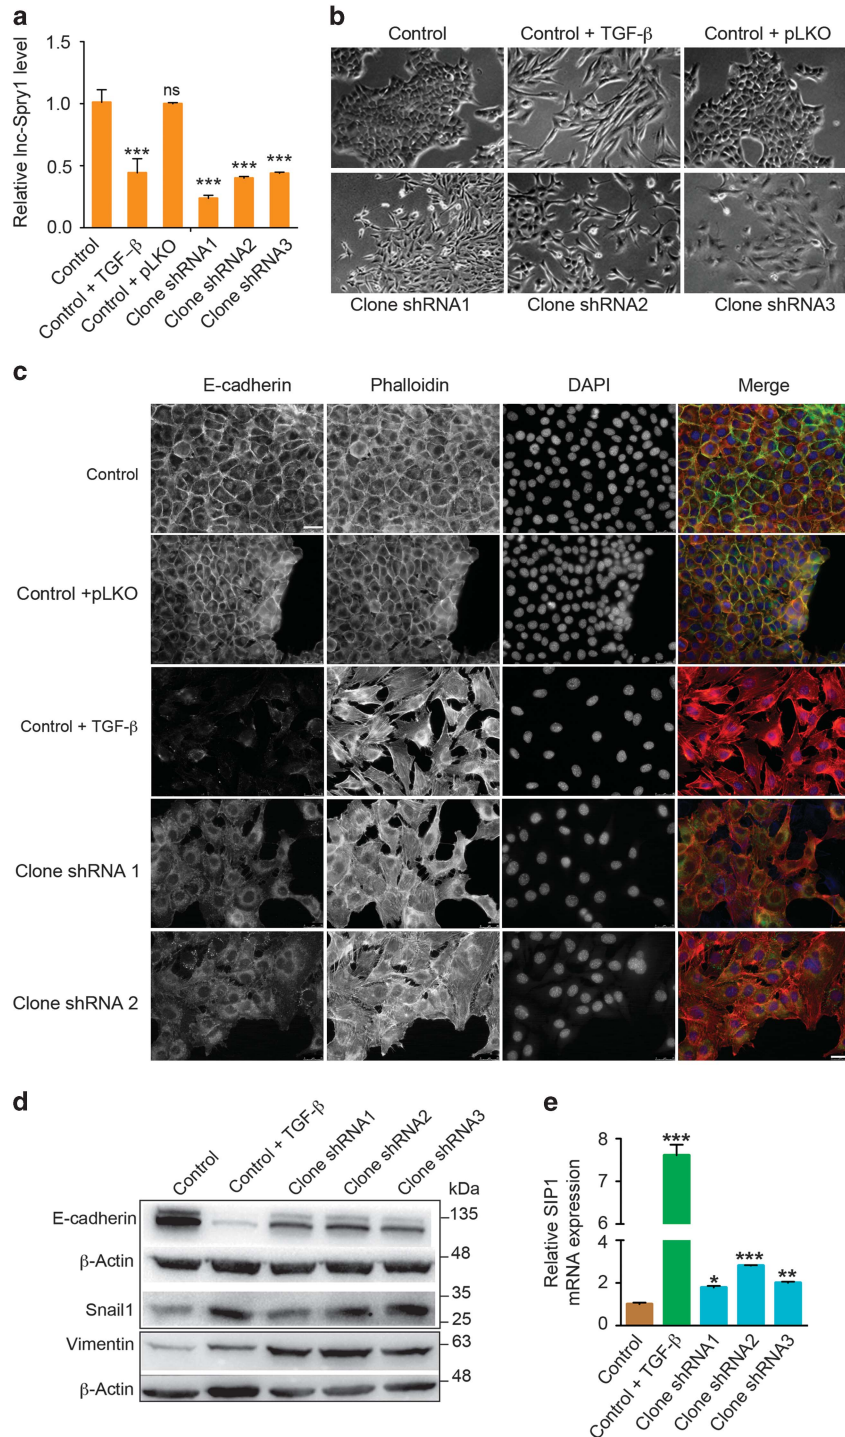 a
Relative lnc-Spry1 level
1.5
1.0
0.5
0.0
***
ns
***
***
***
Control
Control + TGF-β
Control + pLKO
Clone shRNA1
Clone shRNA2
Clone shRNA3
b
Control
Control + TGF-β
Control + pLKO
Clone shRNA1
Clone shRNA2
Clone shRNA3
c
E-cadherin
Phalloidin
DAPI
Merge
Control
Control +pLKO
Control + TGF-β
Clone shRNA 1
Clone shRNA 2
d
Control
Control + TGF-β
Clone shRNA1
Clone shRNA2
Clone shRNA3
kDa
E-cadherin
135
β-Actin
48
35
Snail1
25
Vimentin
63
β-Actin
48
e
Relative SIP1
mRNA expression
8
7
6
4
2
0
***
*
***
**
Control
Control + TGF-β
Clone shRNA1
Clone shRNA2
Clone shRNA3